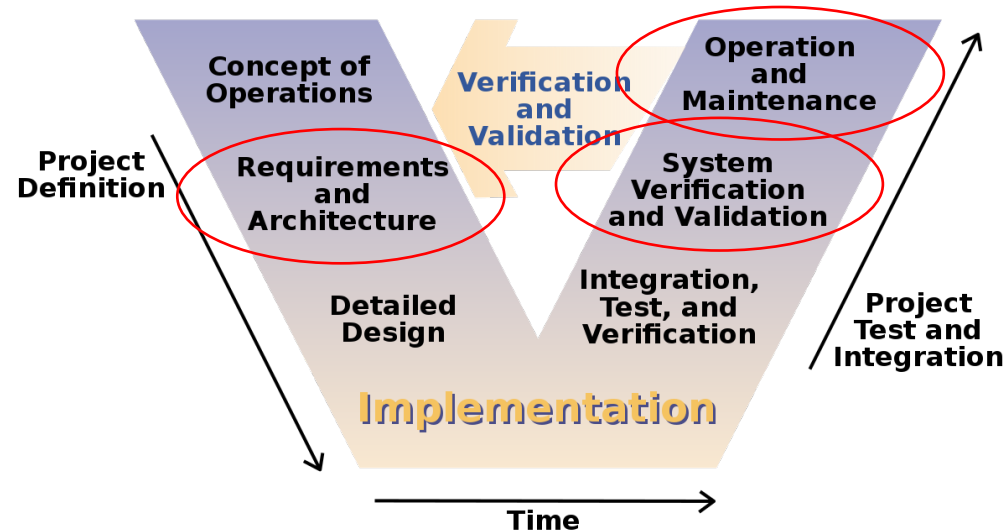 Concept of
Operations
Verification
and
Validation
Operation
and
Maintenance
Project
Definition
Requirements
and
Architecture
System
Verification
and Validation
Detailed
Design
Integration,
Test, and
Verification
Project
Test and
Integration
Implementation
Time